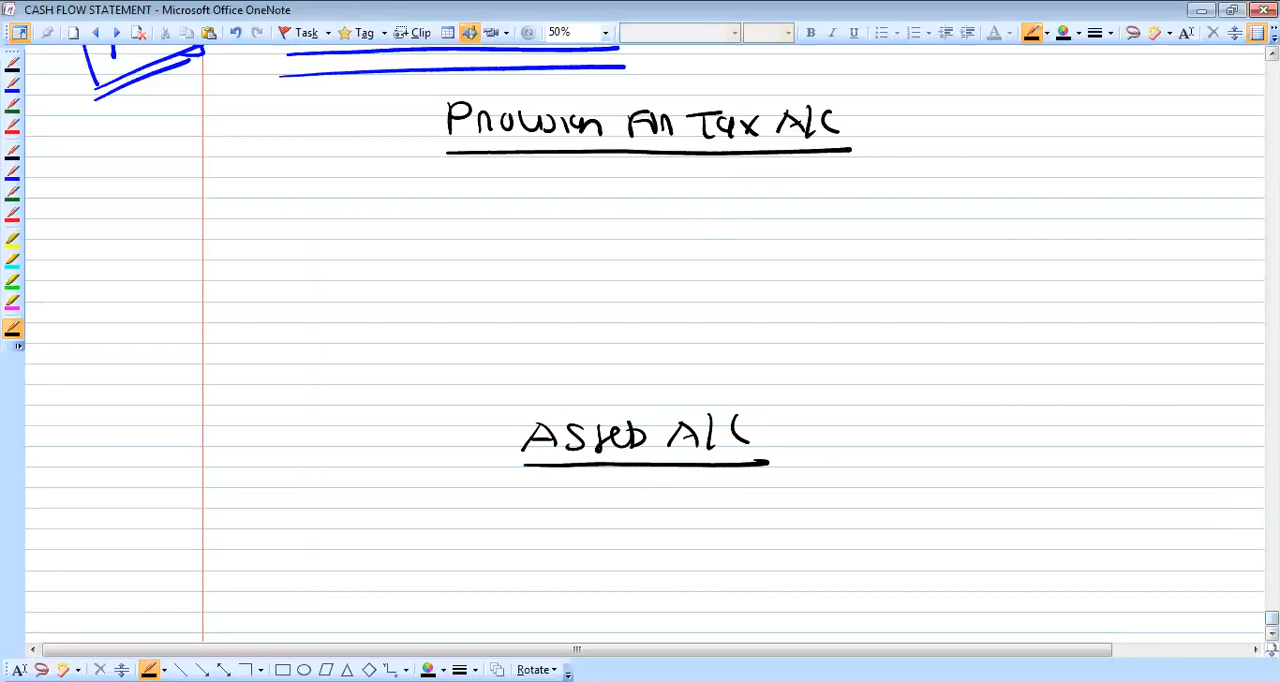 CASH FLOW STATEMENT - Microsoft Office OneNote
Task Tag Clip 50% B I U
Provision For Tax A/C
Asset A/C
Rotate